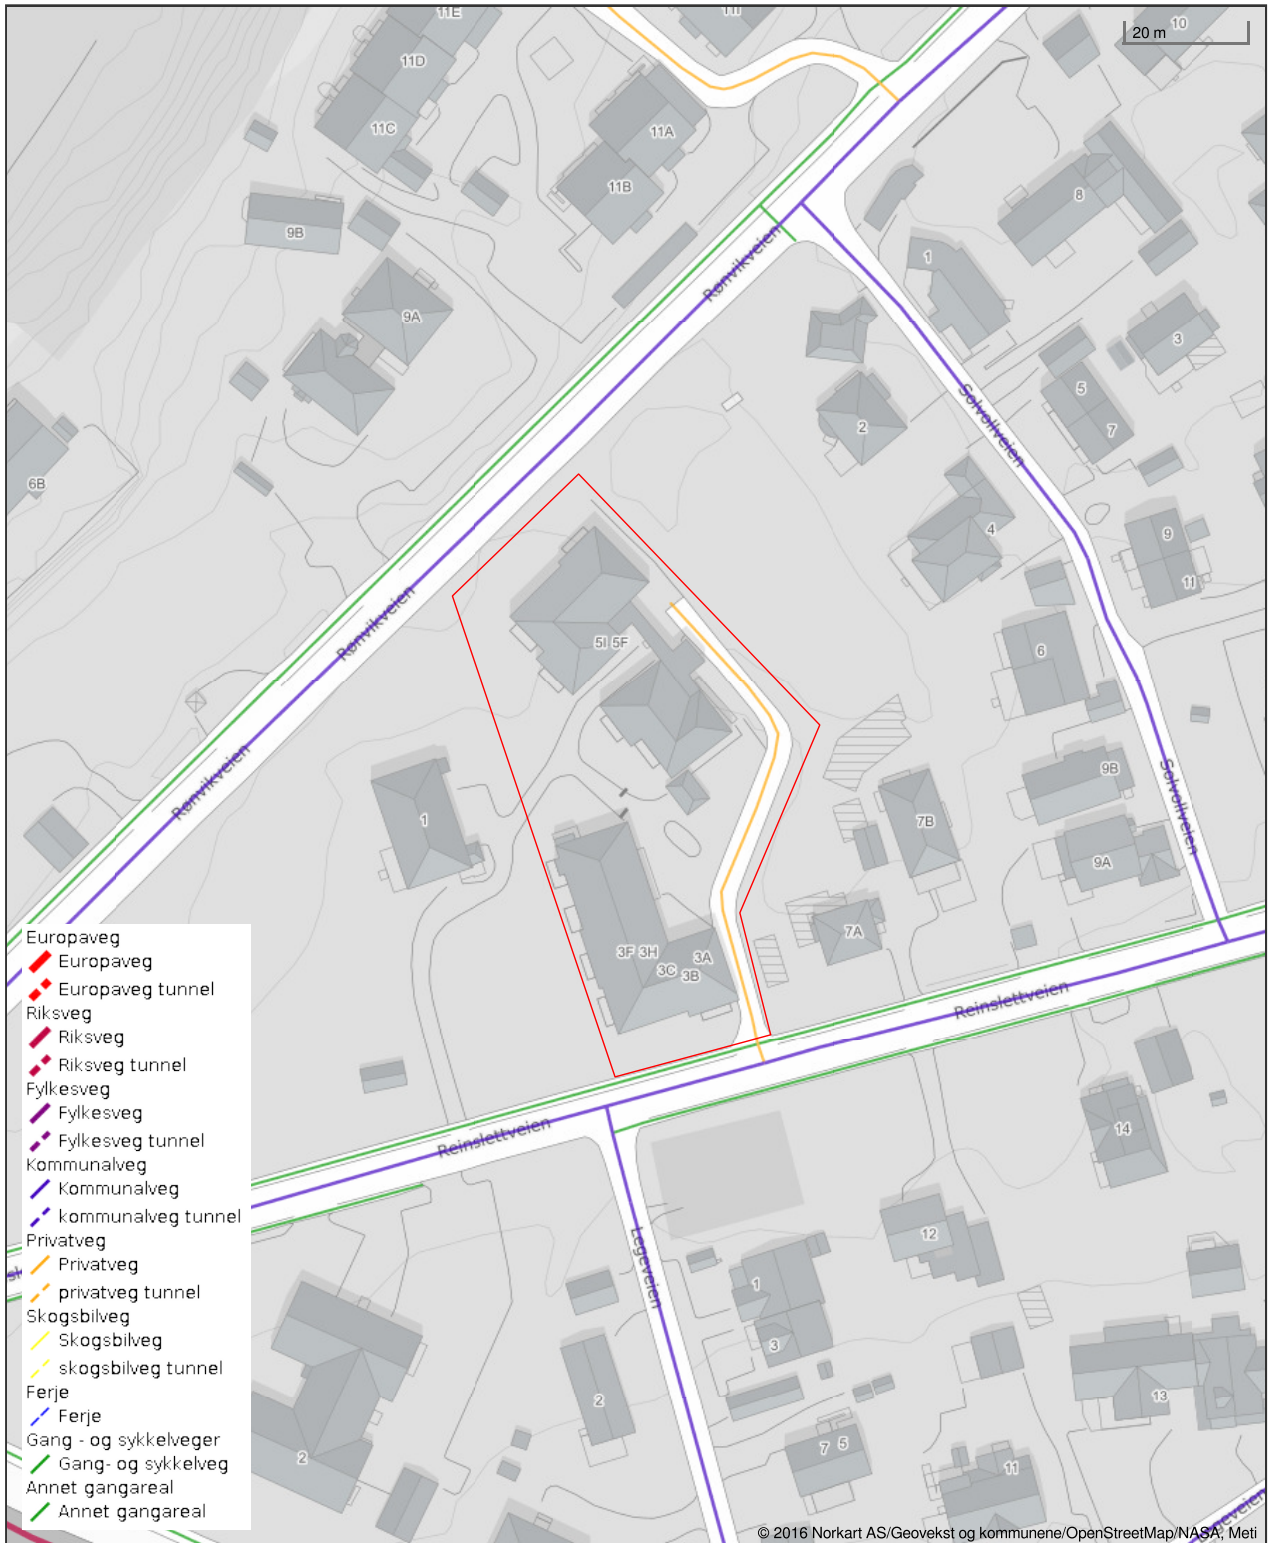 11E
11I
10
20 m
11D
11C
11A
11B
8
9B
Rønvikveien
1
9A
3
5
7
2
Solvollveien
6B
4
9
11
Rønvikveien
5I 5F
6
Rønvikveien
9B
1
7B
Solvollveien
9A
7A
3F 3H
3A
3C
3B
Reinslettveien
Europaveg
Europaveg
Europaveg tunnel
Riksveg
Riksveg
Riksveg tunnel
Fylkesveg
Fylkesveg
Fylkesveg tunnel
Kommunalveg
Kommunalveg
kommunalveg tunnel
Privatveg
Privatveg
privatveg tunnel
Skogsbilveg
Skogsbilveg
skogsbilveg tunnel
Ferje
Ferje
Gang - og sykkelveger
Gang- og sykkelveg
Annet gangareal
Annet gangareal
Reinslettveien
14
12
Legeveien
1
3
2
13
7 5
2
11
© 2016 Norkart AS/Geovekst og kommunene/OpenStreetMap/NASA, Meti